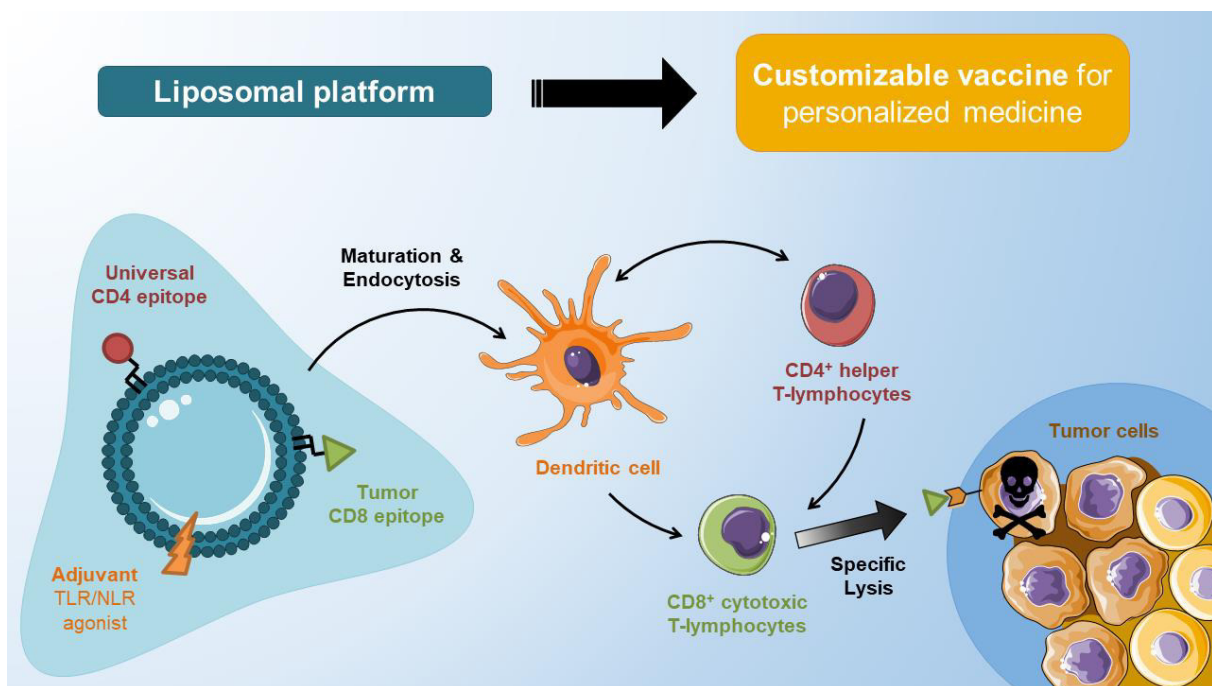 Liposomal platform
Customizable vaccine for
personalized medicine
Universal
CD4 epitope
Maturation &
Endocytosis
CD4⁺ helper
T-lymphocytes
Tumor cells
Dendritic cell
Tumor
CD8 epitope
Adjuvant
TLR/NLR
agonist
CD8⁺ cytotoxic
T-lymphocytes
Specific
Lysis